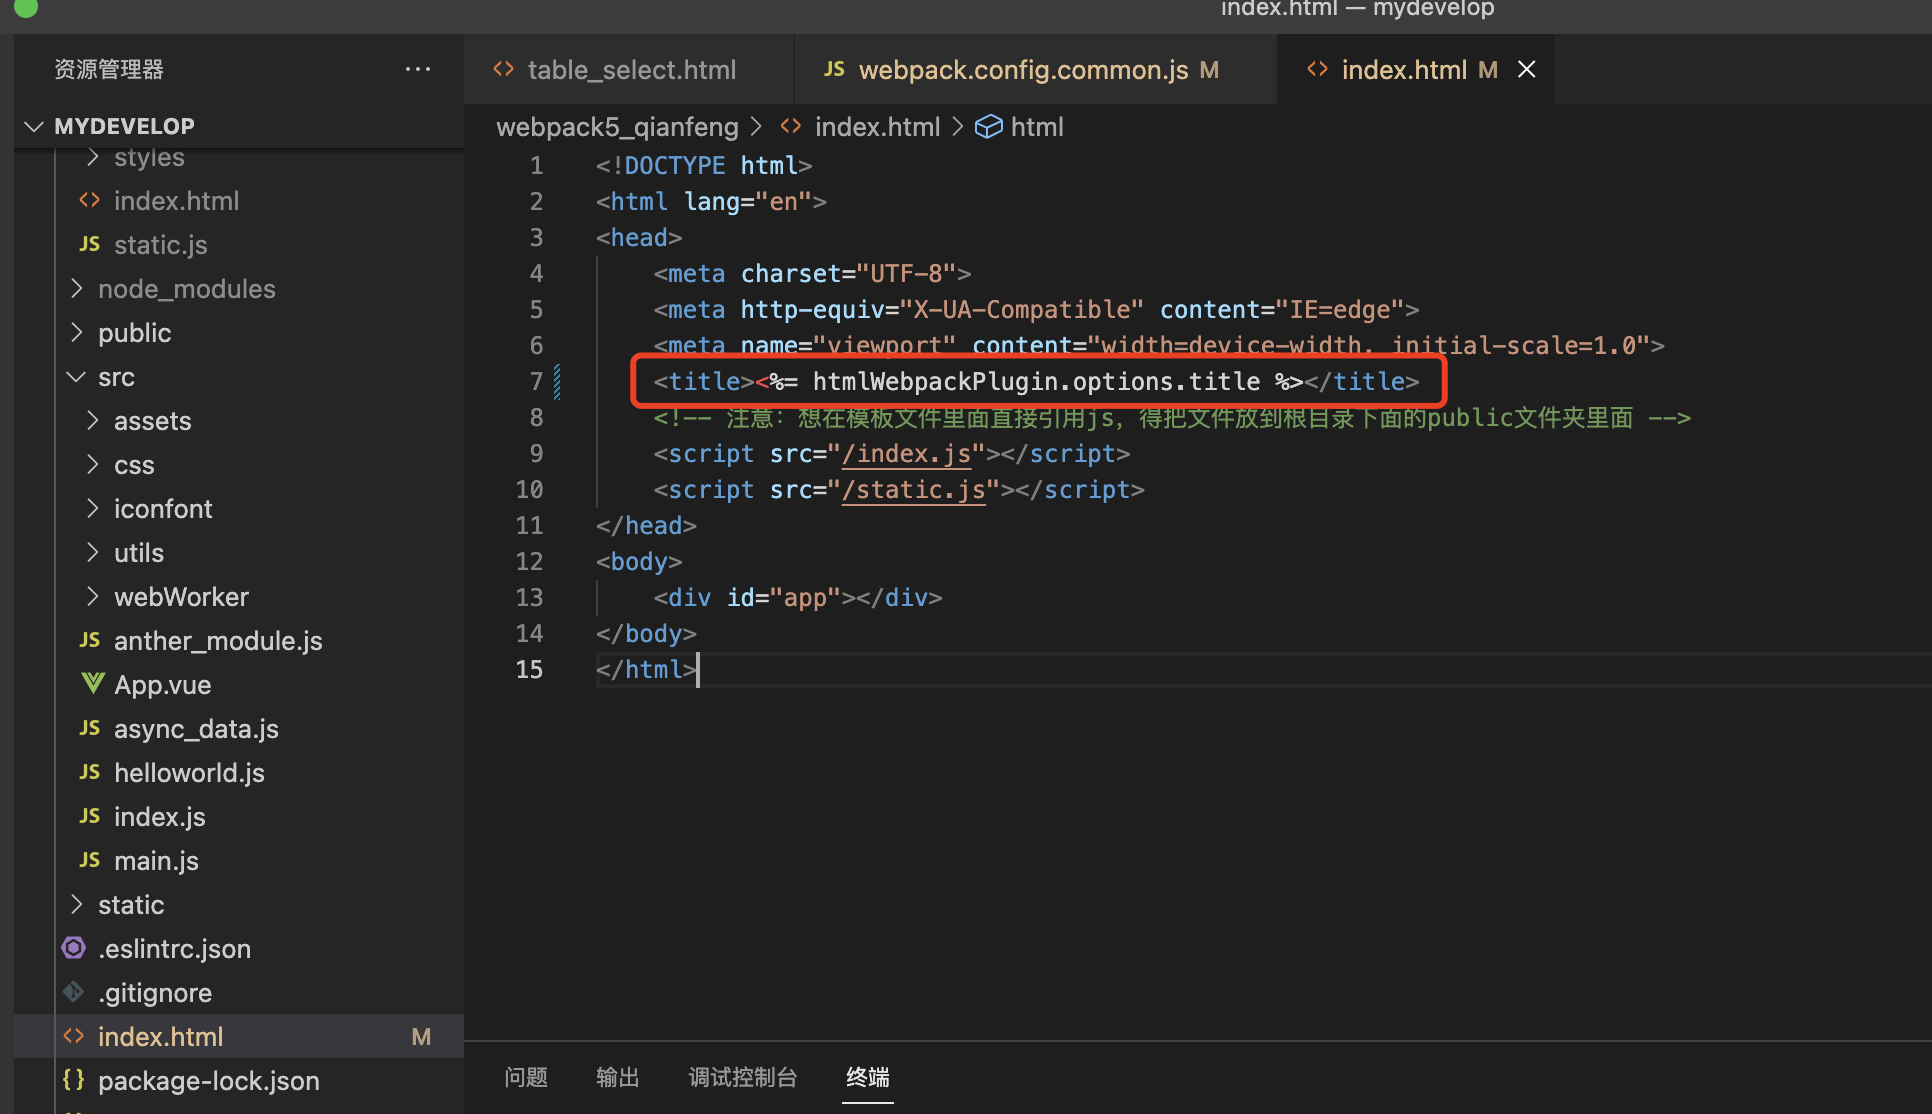 index.html — mydevelop
资源管理器
···
table_select.html
JS webpack.config.common.js M
index.html M
MYDEVELOP
webpack5_qianfeng > index.html > html
styles
index.html
JS static.js
node_modules
public
src
assets
css
iconfont
utils
webWorker
JS anther_module.js
App.vue
JS async_data.js
JS helloworld.js
JS index.js
JS main.js
static
.eslintrc.json
.gitignore
index.html M
{} package-lock.json
1 <!DOCTYPE html>
2 <html lang="en">
3 <head>
4 <meta charset="UTF-8">
5 <meta http-equiv="X-UA-Compatible" content="IE=edge">
6 <meta name="viewport" content="width=device-width, initial-scale=1.0">
7 <title><%= htmlWebpackPlugin.options.title %></title>
8 <!-- 注意：想在模板文件里面直接引用js，得把文件放到根目录下面的public文件夹里面 -->
9 <script src="/index.js"></script>
10 <script src="/static.js"></script>
11 </head>
12 <body>
13 <div id="app"></div>
14 </body>
15 </html>
问题 输出 调试控制台 终端